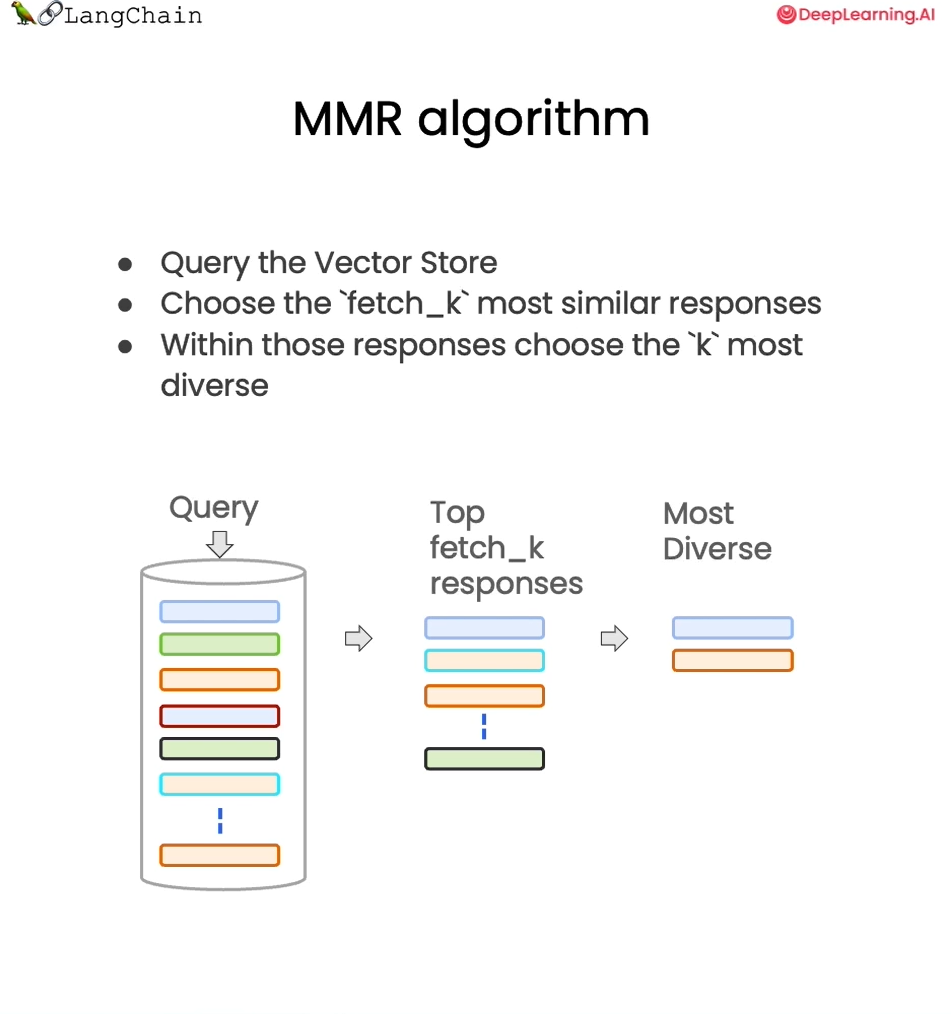 LangChain
DeepLearning.AI
MMR algorithm
● Query the Vector Store
● Choose the `fetch_k` most similar responses
● Within those responses choose the `k` most
diverse
Query
Top
fetch_k
responses
Most
Diverse